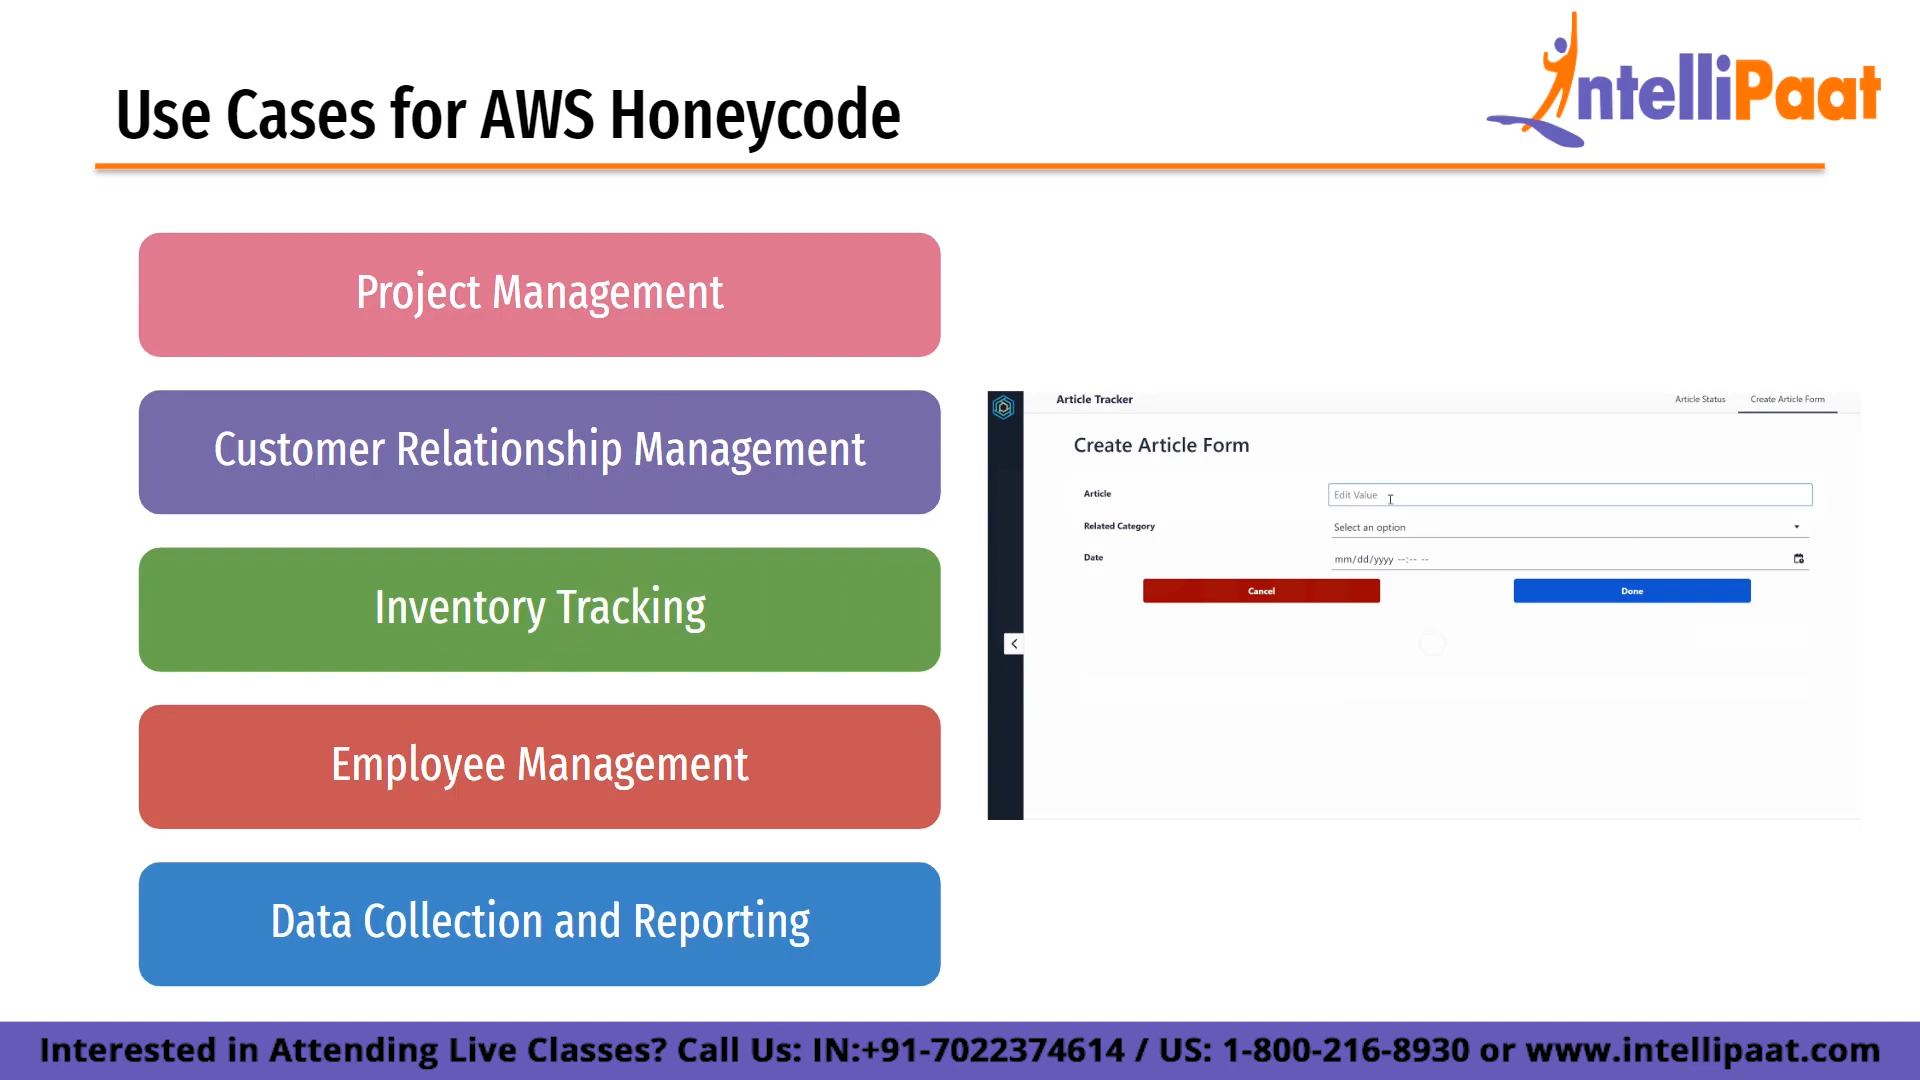 Use Cases for AWS Honeycode
IntelliPaat
Project Management
Customer Relationship Management
Inventory Tracking
Employee Management
Data Collection and Reporting
Article Tracker
Article Status
Create Article Form
Create Article Form
Article
Edit Value
Related Category
Select an option
Date
mm/dd/yyyy --:-- --
Cancel
Done
Interested in Attending Live Classes? Call Us: IN:+91-7022374614 / US: 1-800-216-8930 or www.intellipaat.com